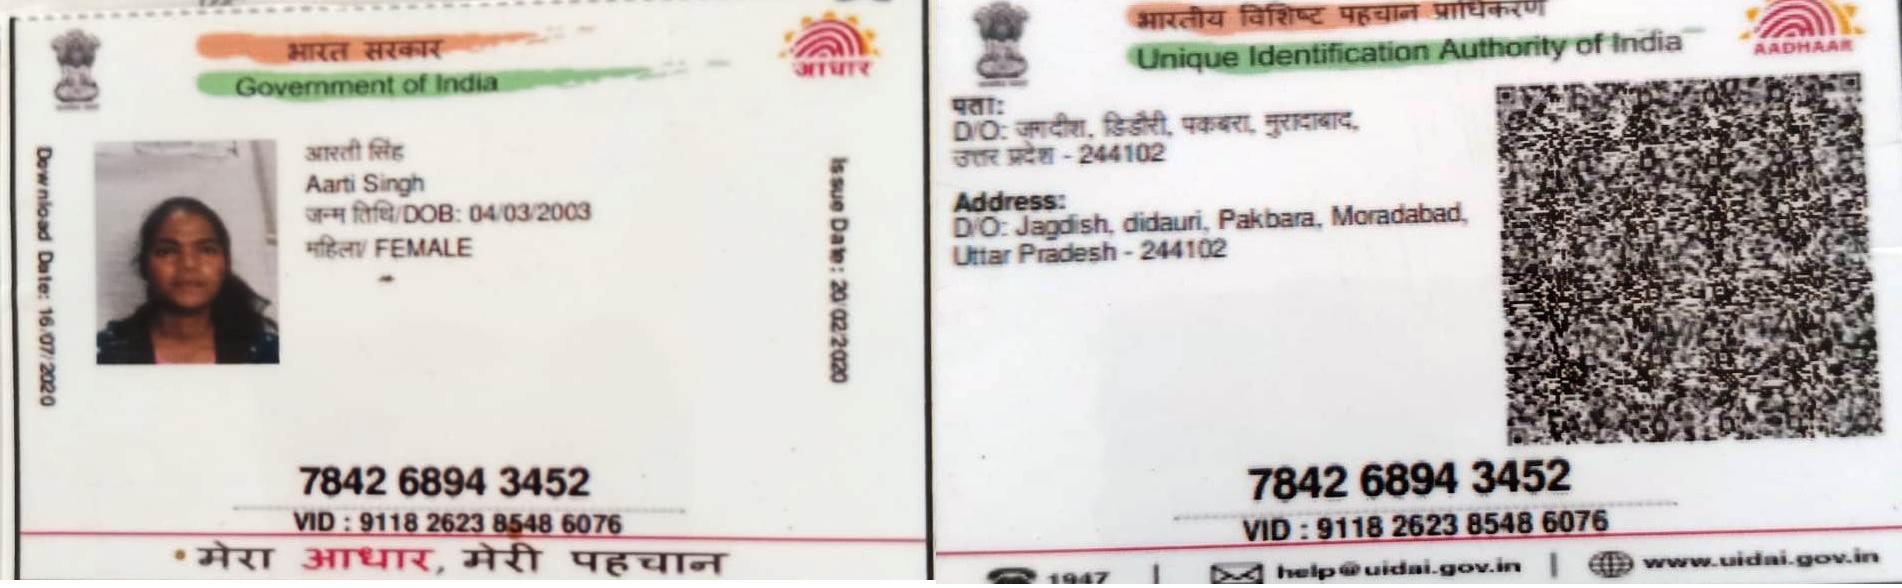 भारत सरकार
Government of India
आधार
Download Date: 16/07/2020
आरती सिंह
Aarti Singh
जन्म तिथि/DOB: 04/03/2003
महिला/ FEMALE
Issue Date: 20/02/2020
7842 6894 3452
VID : 9118 2623 8548 6076
मेरा आधार, मेरी पहचान
भारतीय विशिष्ट पहचान प्राधिकरण
Unique Identification Authority of India
AADHAAR
पता:
D/O: जगदीश, डिडौरी, पकबरा, मुरादाबाद,
उत्तर प्रदेश - 244102
Address:
D/O: Jagdish, didauri, Pakbara, Moradabad,
Uttar Pradesh - 244102
7842 6894 3452
VID : 9118 2623 8548 6076
1947 | help@uidai.gov.in | www.uidai.gov.in